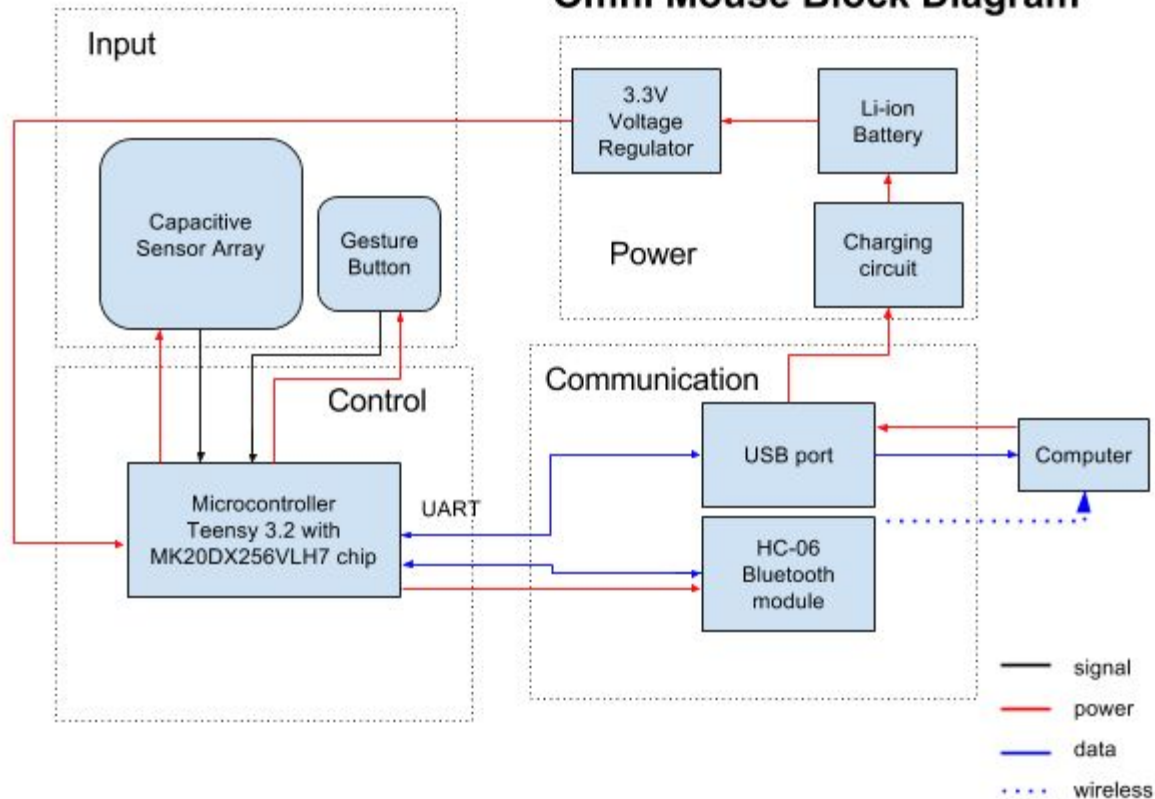 Omni Mouse Block Diagram
Input
3.3V
Voltage
Regulator
Li-ion
Battery
Capacitive
Sensor Array
Gesture
Button
Power
Charging
circuit
Control
Communication
Microcontroller
Teensy 3.2 with
MK20DX256VLH7 chip
UART
USB port
Computer
HC-06
Bluetooth
module
signal
power
data
wireless